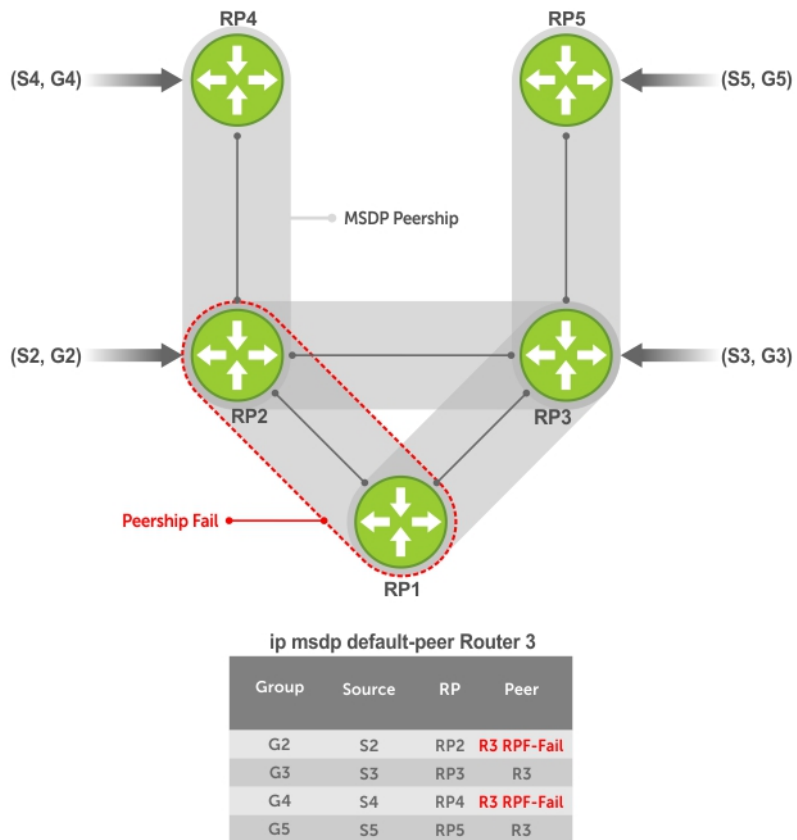 RP4
RP5
(S4, G4)
(S5, G5)
MSDP Peership
(S2, G2)
(S3, G3)
RP2
RP3
Peership Fail
RP1
ip msdp default-peer Router 3
Group Source RP Peer
G2 S2 RP2 R3 RPF-Fail
G3 S3 RP3 R3
G4 S4 RP4 R3 RPF-Fail
G5 S5 RP5 R3